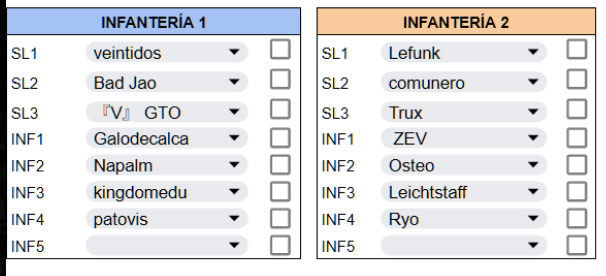 INFANTERÍA 1
SL1 veintidos
SL2 Bad Jao
SL3 『V』 GTO
INF1 Galodecalca
INF2 Napalm
INF3 kingdomedu
INF4 patovis
INF5
INFANTERÍA 2
SL1 Lefunk
SL2 comunero
SL3 Trux
INF1 ZEV
INF2 Osteo
INF3 Leichtstaff
INF4 Ryo
INF5